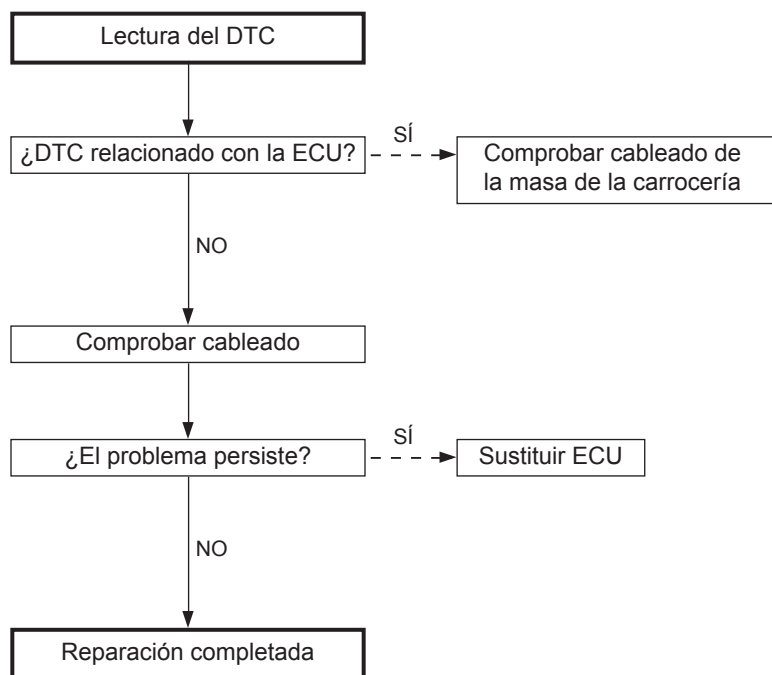 Lectura del DTC
¿DTC relacionado con la ECU?
SÍ
Comprobar cableado de
la masa de la carrocería
NO
Comprobar cableado
¿El problema persiste?
SÍ
Sustituir ECU
NO
Reparación completada